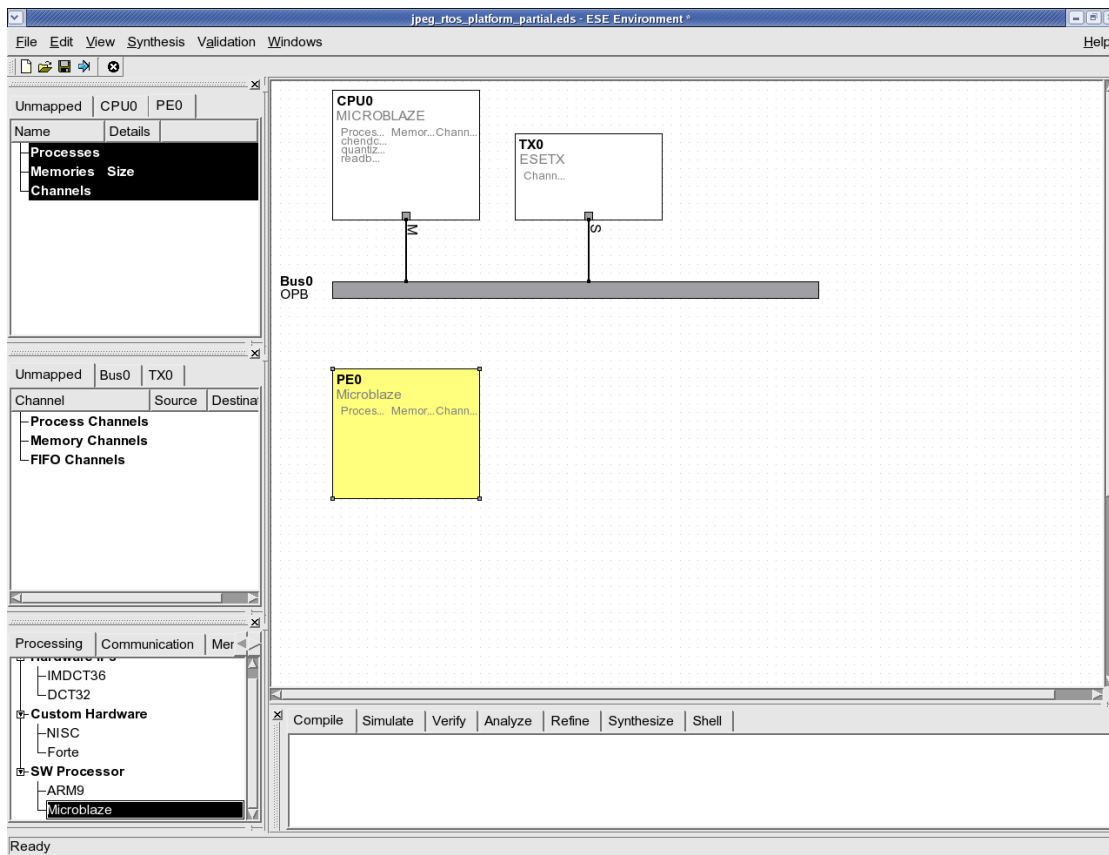 jpeg_rtos_platform_partial.eds - ESE Environment *
File Edit View Synthesis Validation Windows Help
Unmapped CPU0 PE0
Name Details
Processes
Memories Size
Channels
CPU0
MICROBLAZE
Proces... Memor... Chann...
chendc...
quantiz...
readb...
M
TX0
ESETX
Chann...
S
Bus0
OPB
PE0
Microblaze
Proces... Memor... Chann...
Unmapped Bus0 TX0
Channel Source Destina
Process Channels
Memory Channels
FIFO Channels
Processing Communication Mer
IMDCT36
DCT32
Custom Hardware
NISC
Forte
SW Processor
ARM9
Microblaze
Compile Simulate Verify Analyze Refine Synthesize Shell
Ready